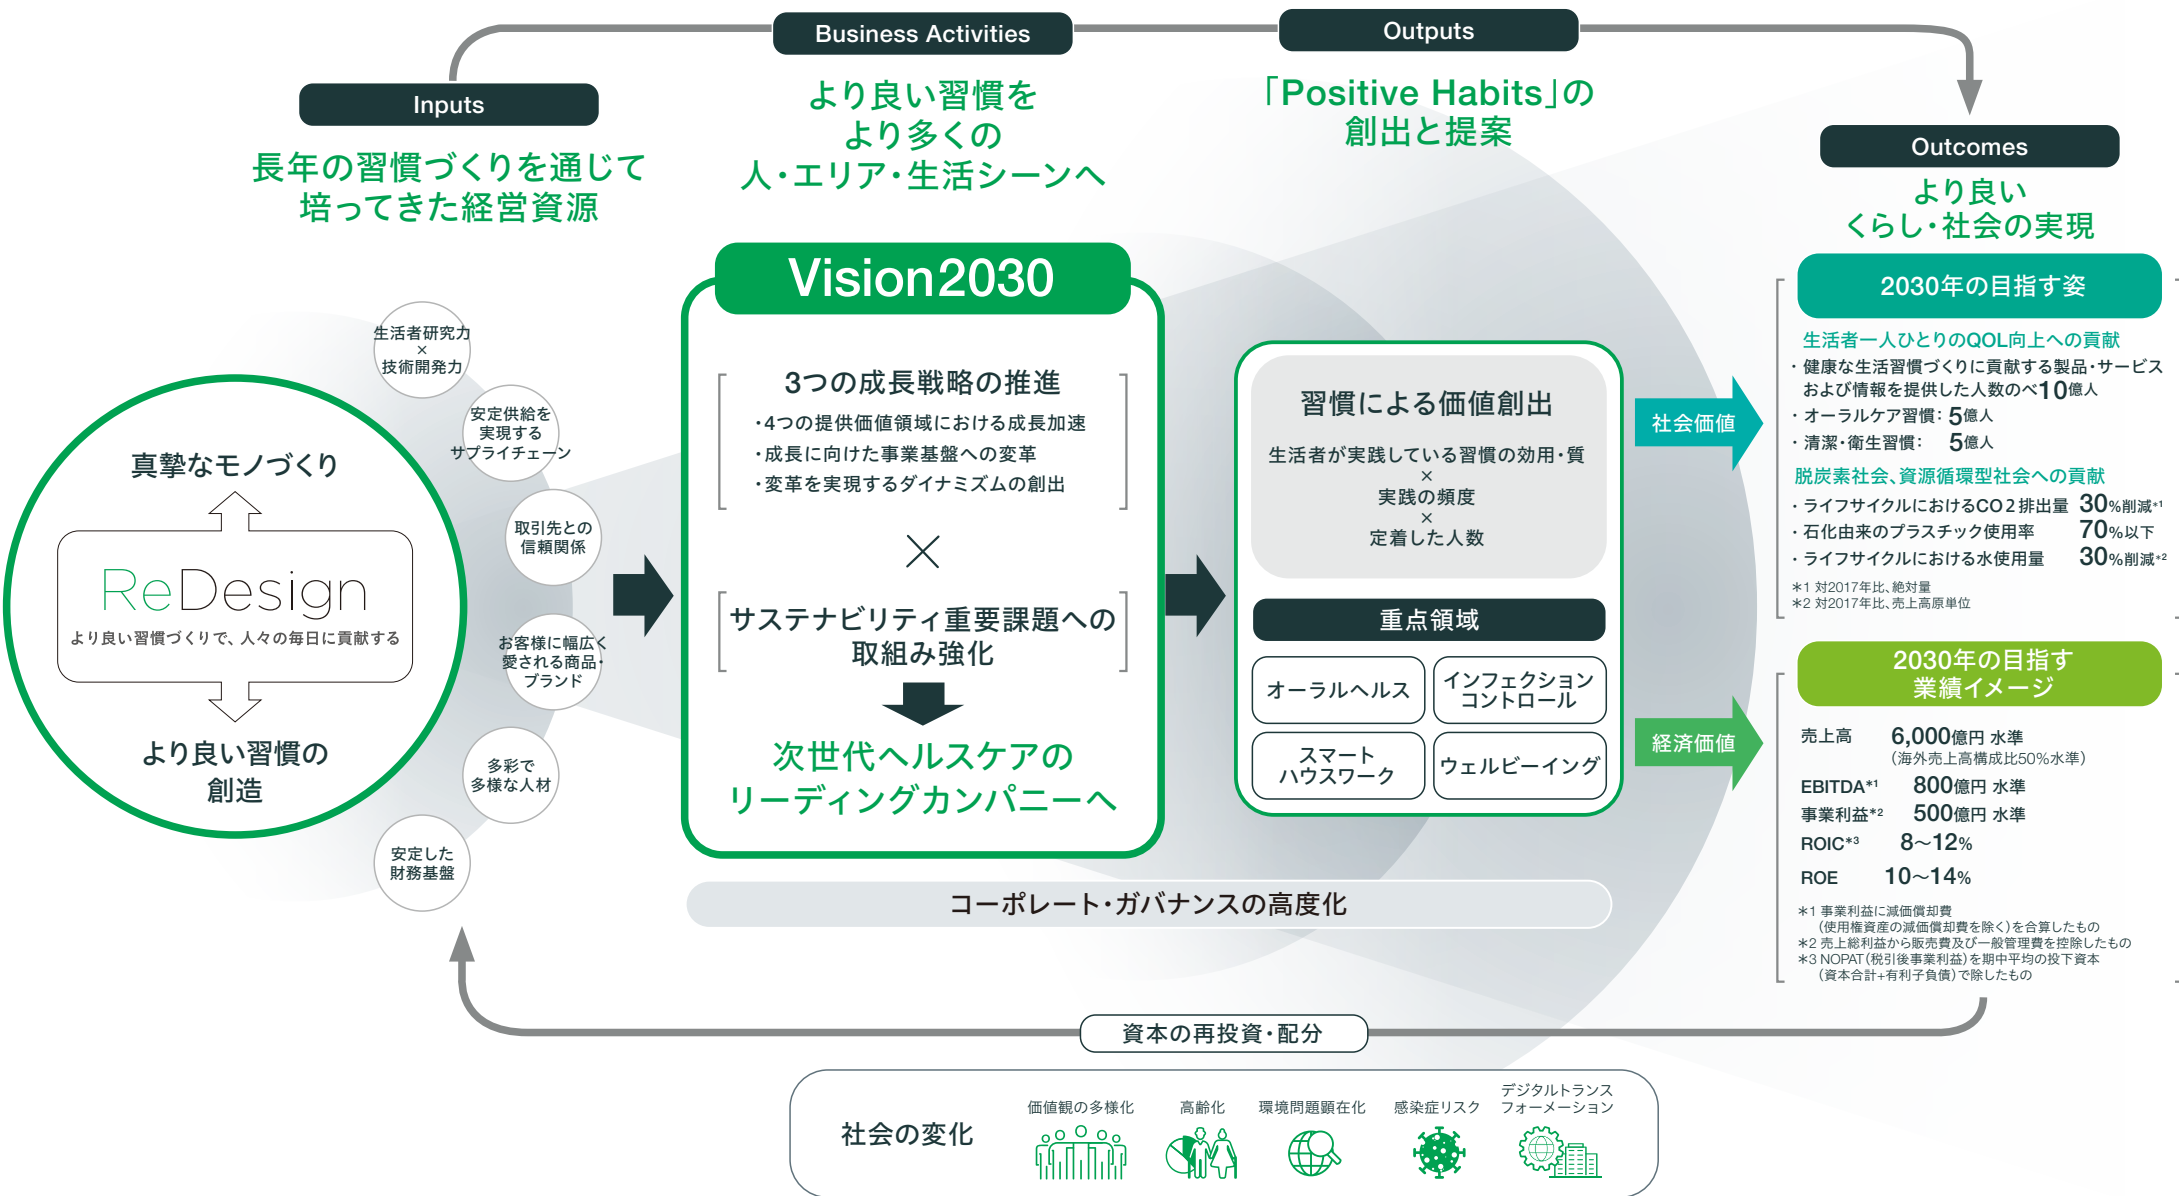 Inputs
長年の習慣づくりを通じて
培ってきた経営資源
Business Activities
より良い習慣を
より多くの
人・エリア・生活シーンへ
Outputs
「Positive Habits」の
創出と提案
Outcomes
より良い
くらし・社会の実現
真摯なモノづくり
ReDesign
より良い習慣づくりで、人々の毎日に貢献する
より良い習慣の
創造
生活者研究力
×
技術開発力
安定供給を
実現する
サプライチェーン
取引先との
信頼関係
お客様に幅広く
愛される商品・
ブランド
多彩で
多様な人材
安定した
財務基盤
Vision2030
3つの成長戦略の推進
・4つの提供価値領域における成長加速
・成長に向けた事業基盤への変革
・変革を実現するダイナミズムの創出
×
サステナビリティ重要課題への
取組み強化
次世代ヘルスケアの
リーディングカンパニーへ
習慣による価値創出
生活者が実践している習慣の効用・質
×
実践の頻度
×
定着した人数
重点領域
オーラルヘルス
インフェクション
コントロール
スマート
ハウスワーク
ウェルビーイング
コーポレート・ガバナンスの高度化
社会価値
経済価値
2030年の目指す姿
生活者一人ひとりのQOL向上への貢献
・健康な生活習慣づくりに貢献する製品・サービス
および情報を提供した人数のべ10億人
・オーラルケア習慣：5億人
・清潔・衛生習慣： 5億人
脱炭素社会、資源循環型社会への貢献
・ライフサイクルにおけるCO2排出量 30%削減*1
・石化由来のプラスチック使用率 70%以下
・ライフサイクルにおける水使用量 30%削減*2
*1 対2017年比、絶対量
*2 対2017年比、売上高原単位
2030年の目指す
業績イメージ
売上高 6,000億円 水準
（海外売上高構成比50%水準）
EBITDA*1 800億円 水準
事業利益*2 500億円 水準
ROIC*3 8〜12%
ROE 10〜14%
*1 事業利益に減価償却費
（使用権資産の減価償却費を除く）を合算したもの
*2 売上総利益から販売費及び一般管理費を控除したもの
*3 NOPAT（税引後事業利益）を期中平均の投下資本
（資本合計+有利子負債）で除したもの
資本の再投資・配分
社会の変化
価値観の多様化
高齢化
環境問題顕在化
感染症リスク
デジタルトランス
フォーメーション